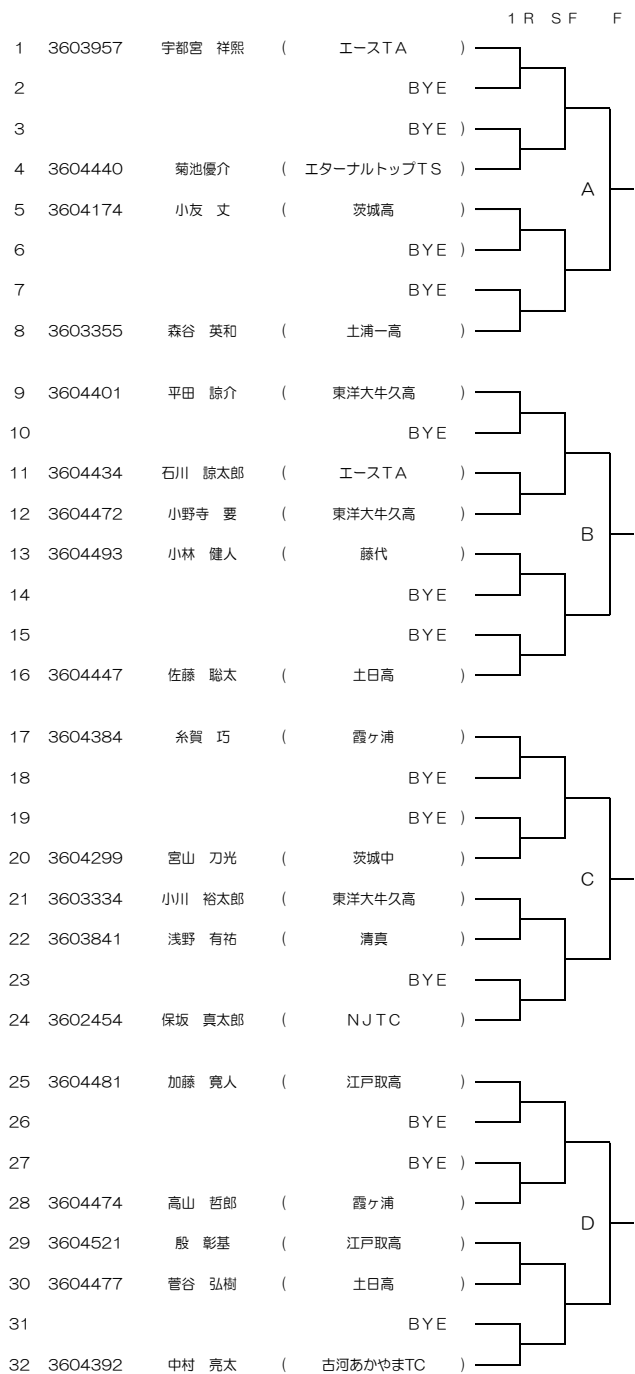 １Ｒ ＳＦ Ｆ
1 3603957 宇都宮 祥熙 ( エースＴＡ )
2 ＢＹＥ
3 ＢＹＥ )
4 3604440 菊池優介 ( エターナルトップＴＳ )
A
5 3604174 小友 丈 ( 茨城高 )
6 ＢＹＥ )
7 ＢＹＥ
8 3603355 森谷 英和 ( 土浦一高 )
9 3604401 平田 諒介 ( 東洋大牛久高 )
10 ＢＹＥ
11 3604434 石川 諒太郎 ( エースＴＡ )
12 3604472 小野寺 要 ( 東洋大牛久高 )
B
13 3604493 小林 健人 ( 藤代 )
14 ＢＹＥ
15 ＢＹＥ
16 3604447 佐藤 聡太 ( 土日高 )
17 3604384 糸賀 巧 ( 霞ヶ浦 )
18 ＢＹＥ
19 ＢＹＥ )
20 3604299 宮山 刀光 ( 茨城中 )
C
21 3603334 小川 裕太郎 ( 東洋大牛久高 )
22 3603841 浅野 有祐 ( 清真 )
23 ＢＹＥ
24 3602454 保坂 真太郎 ( ＮＪＴＣ )
25 3604481 加藤 寛人 ( 江戸取高 )
26 ＢＹＥ
27 ＢＹＥ )
28 3604474 高山 哲郎 ( 霞ヶ浦 )
D
29 3604521 殷 彰基 ( 江戸取高 )
30 3604477 菅谷 弘樹 ( 土日高 )
31 ＢＹＥ
32 3604392 中村 亮太 ( 古河あかやまTC )